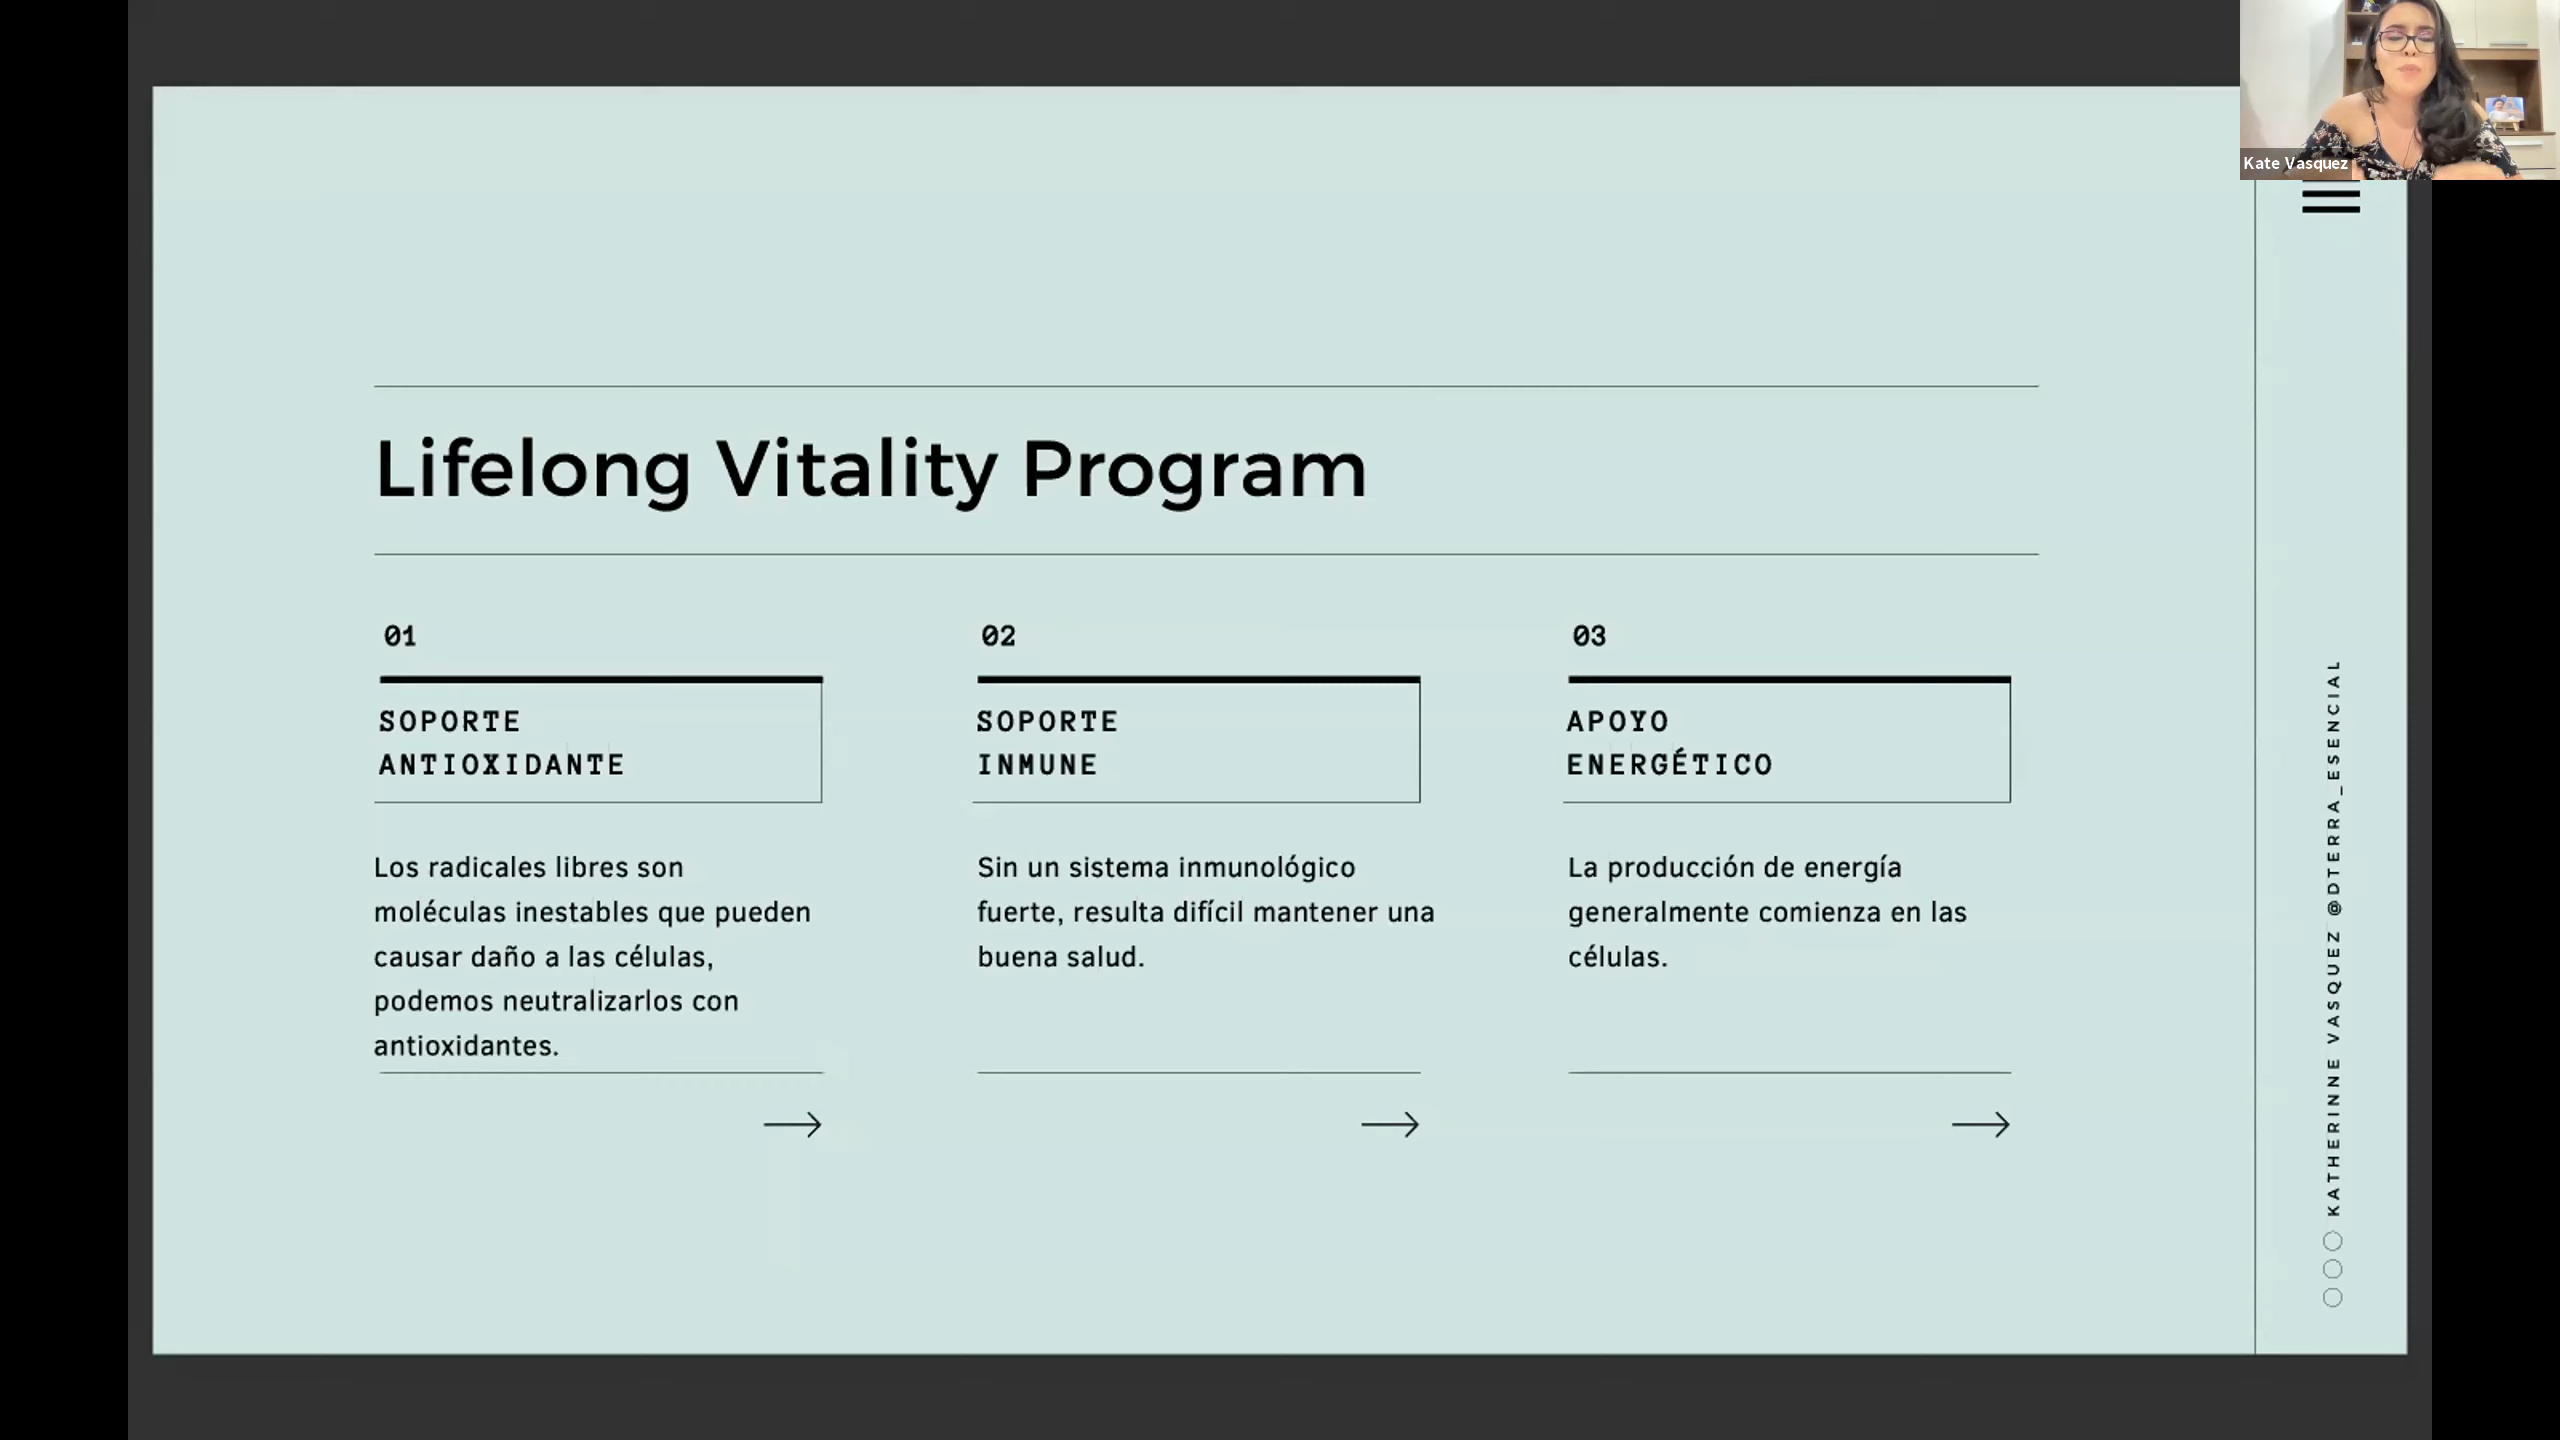 Kate Vasquez
Lifelong Vitality Program
01
SOPORTE
ANTIOXIDANTE
Los radicales libres son
moléculas inestables que pueden
causar daño a las células,
podemos neutralizarlos con
antioxidantes.
02
SOPORTE
INMUNE
Sin un sistema inmunológico
fuerte, resulta difícil mantener una
buena salud.
03
APOYO
ENERGÉTICO
La producción de energía
generalmente comienza en las
células.
KATHERINNE VASQUEZ @DTERRA_ESENCIAL